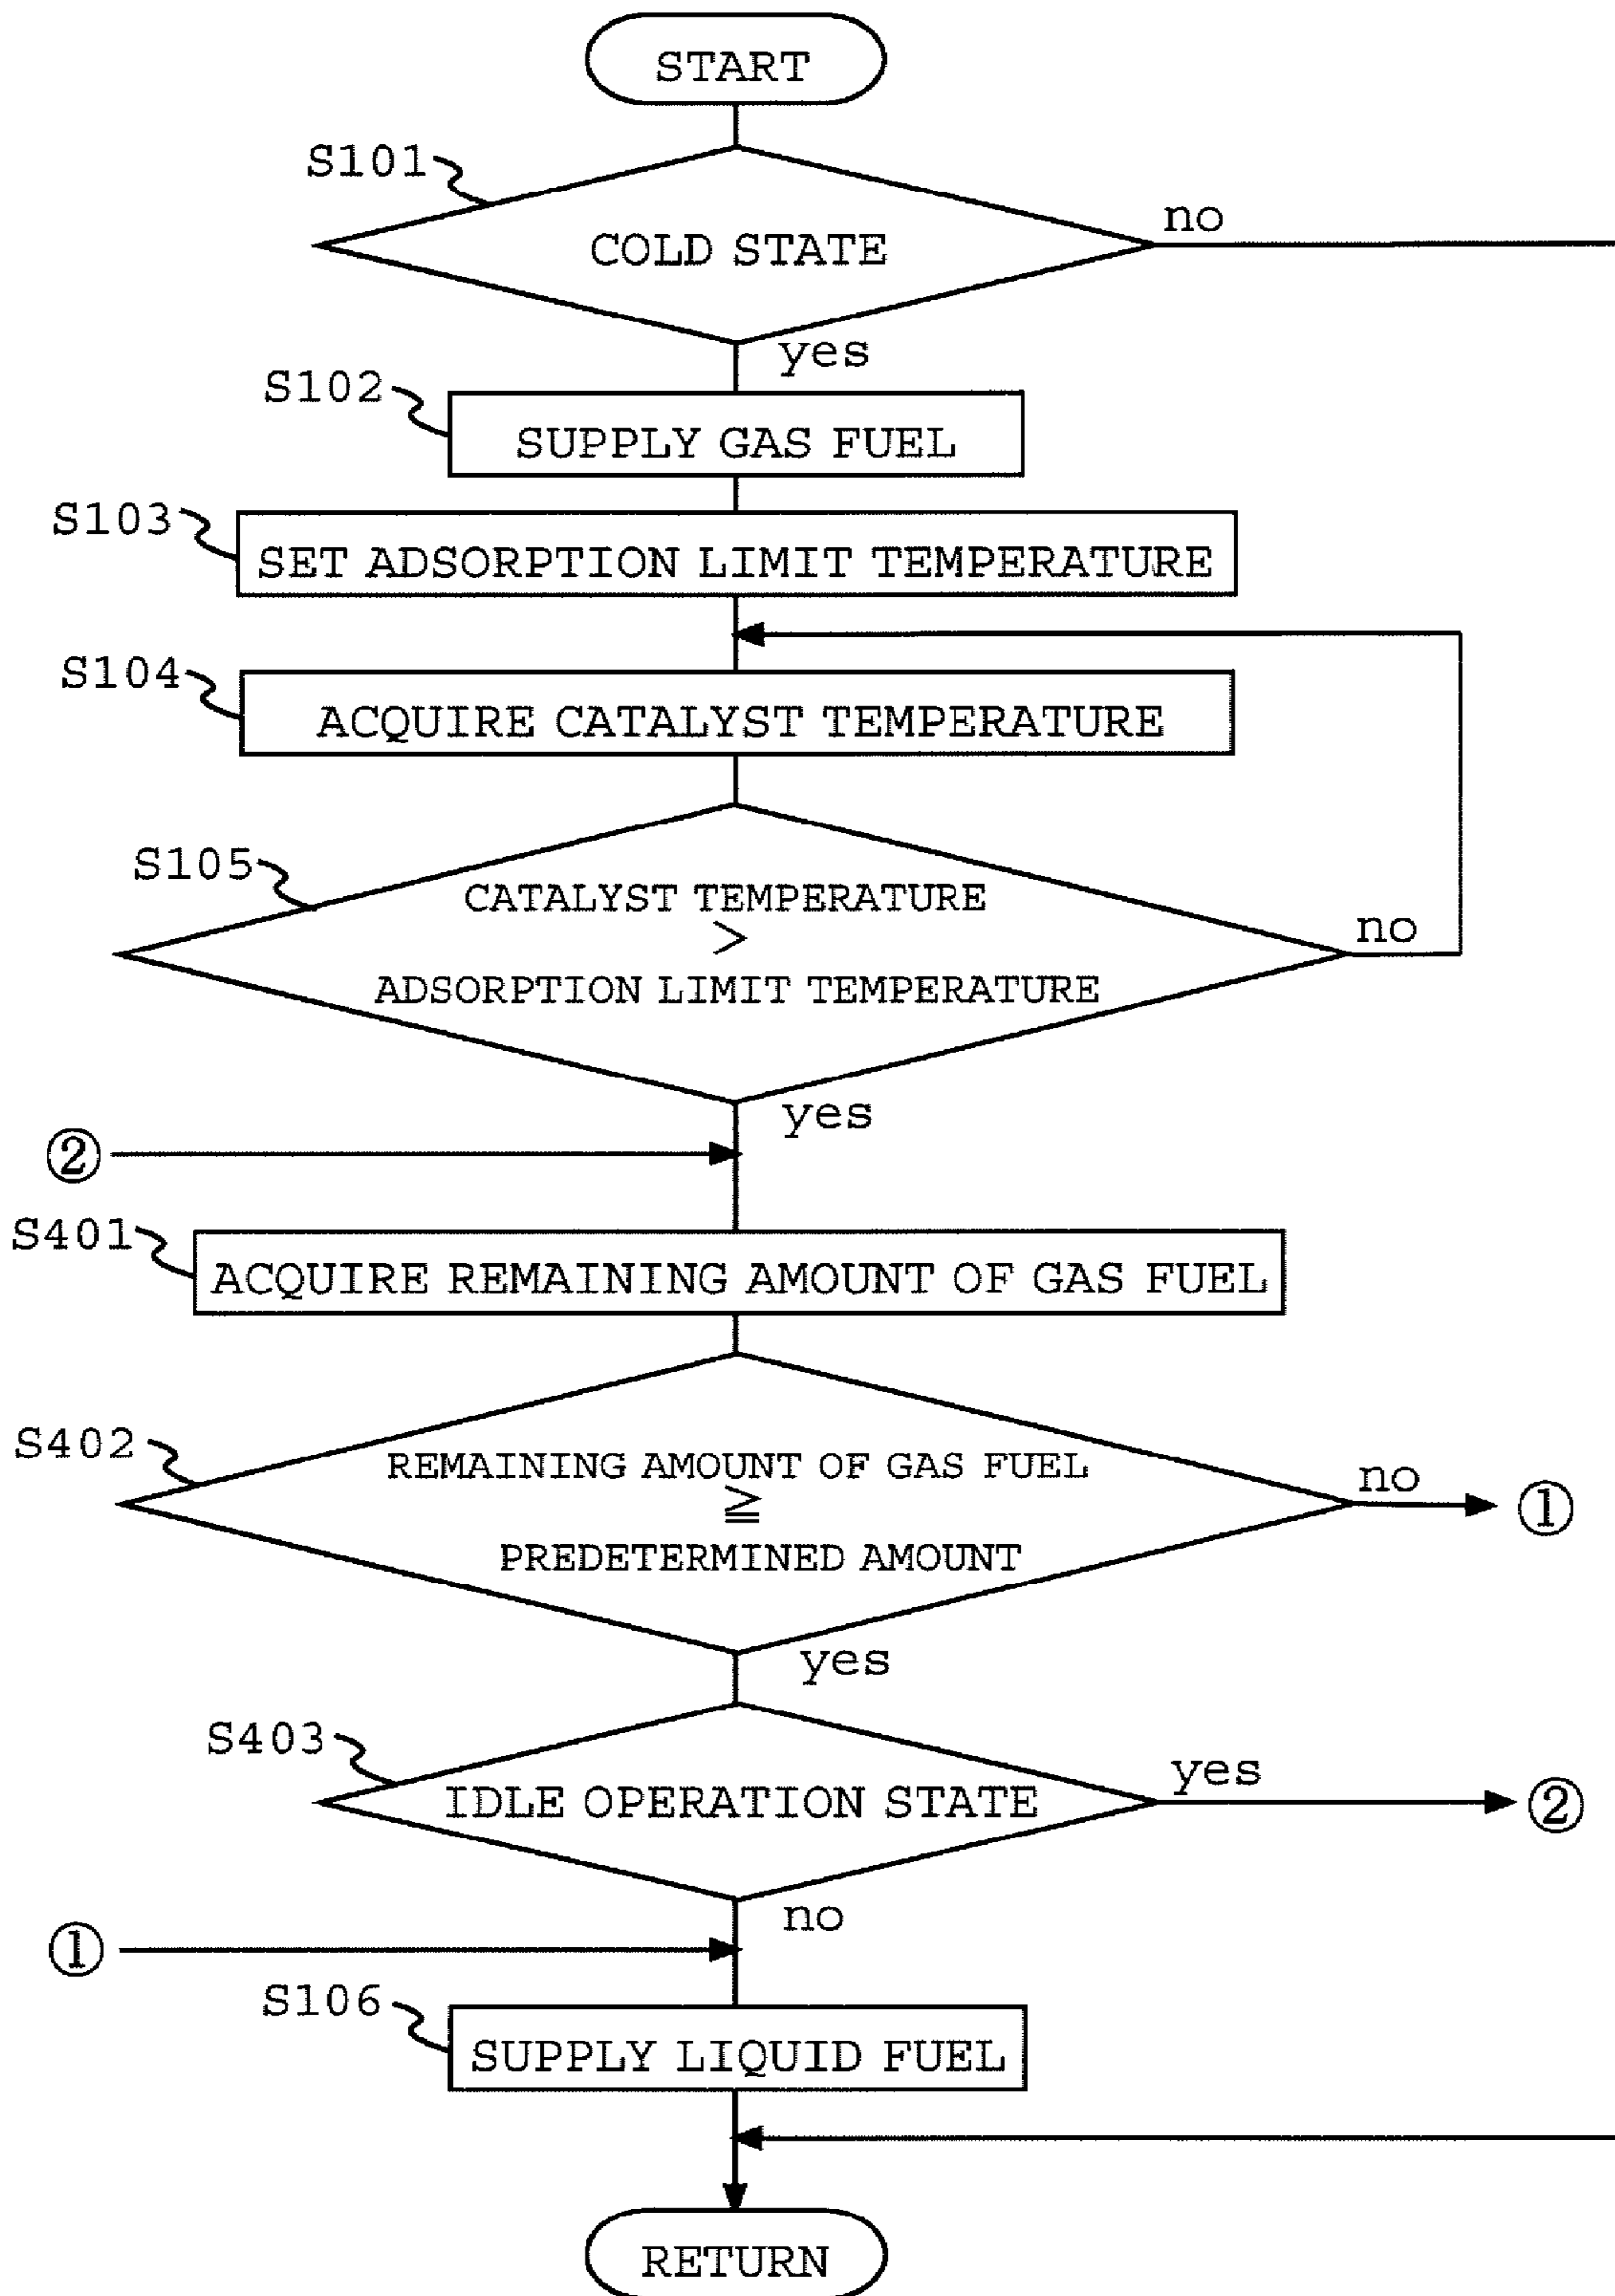 START
S101
COLD STATE
no
yes
S102
SUPPLY GAS FUEL
S103
SET ADSORPTION LIMIT TEMPERATURE
S104
ACQUIRE CATALYST TEMPERATURE
S105
CATALYST TEMPERATURE
>
ADSORPTION LIMIT TEMPERATURE
no
yes
②
S401
ACQUIRE REMAINING AMOUNT OF GAS FUEL
S402
REMAINING AMOUNT OF GAS FUEL
≧
PREDETERMINED AMOUNT
no
①
yes
S403
IDLE OPERATION STATE
yes
②
no
①
S106
SUPPLY LIQUID FUEL
RETURN